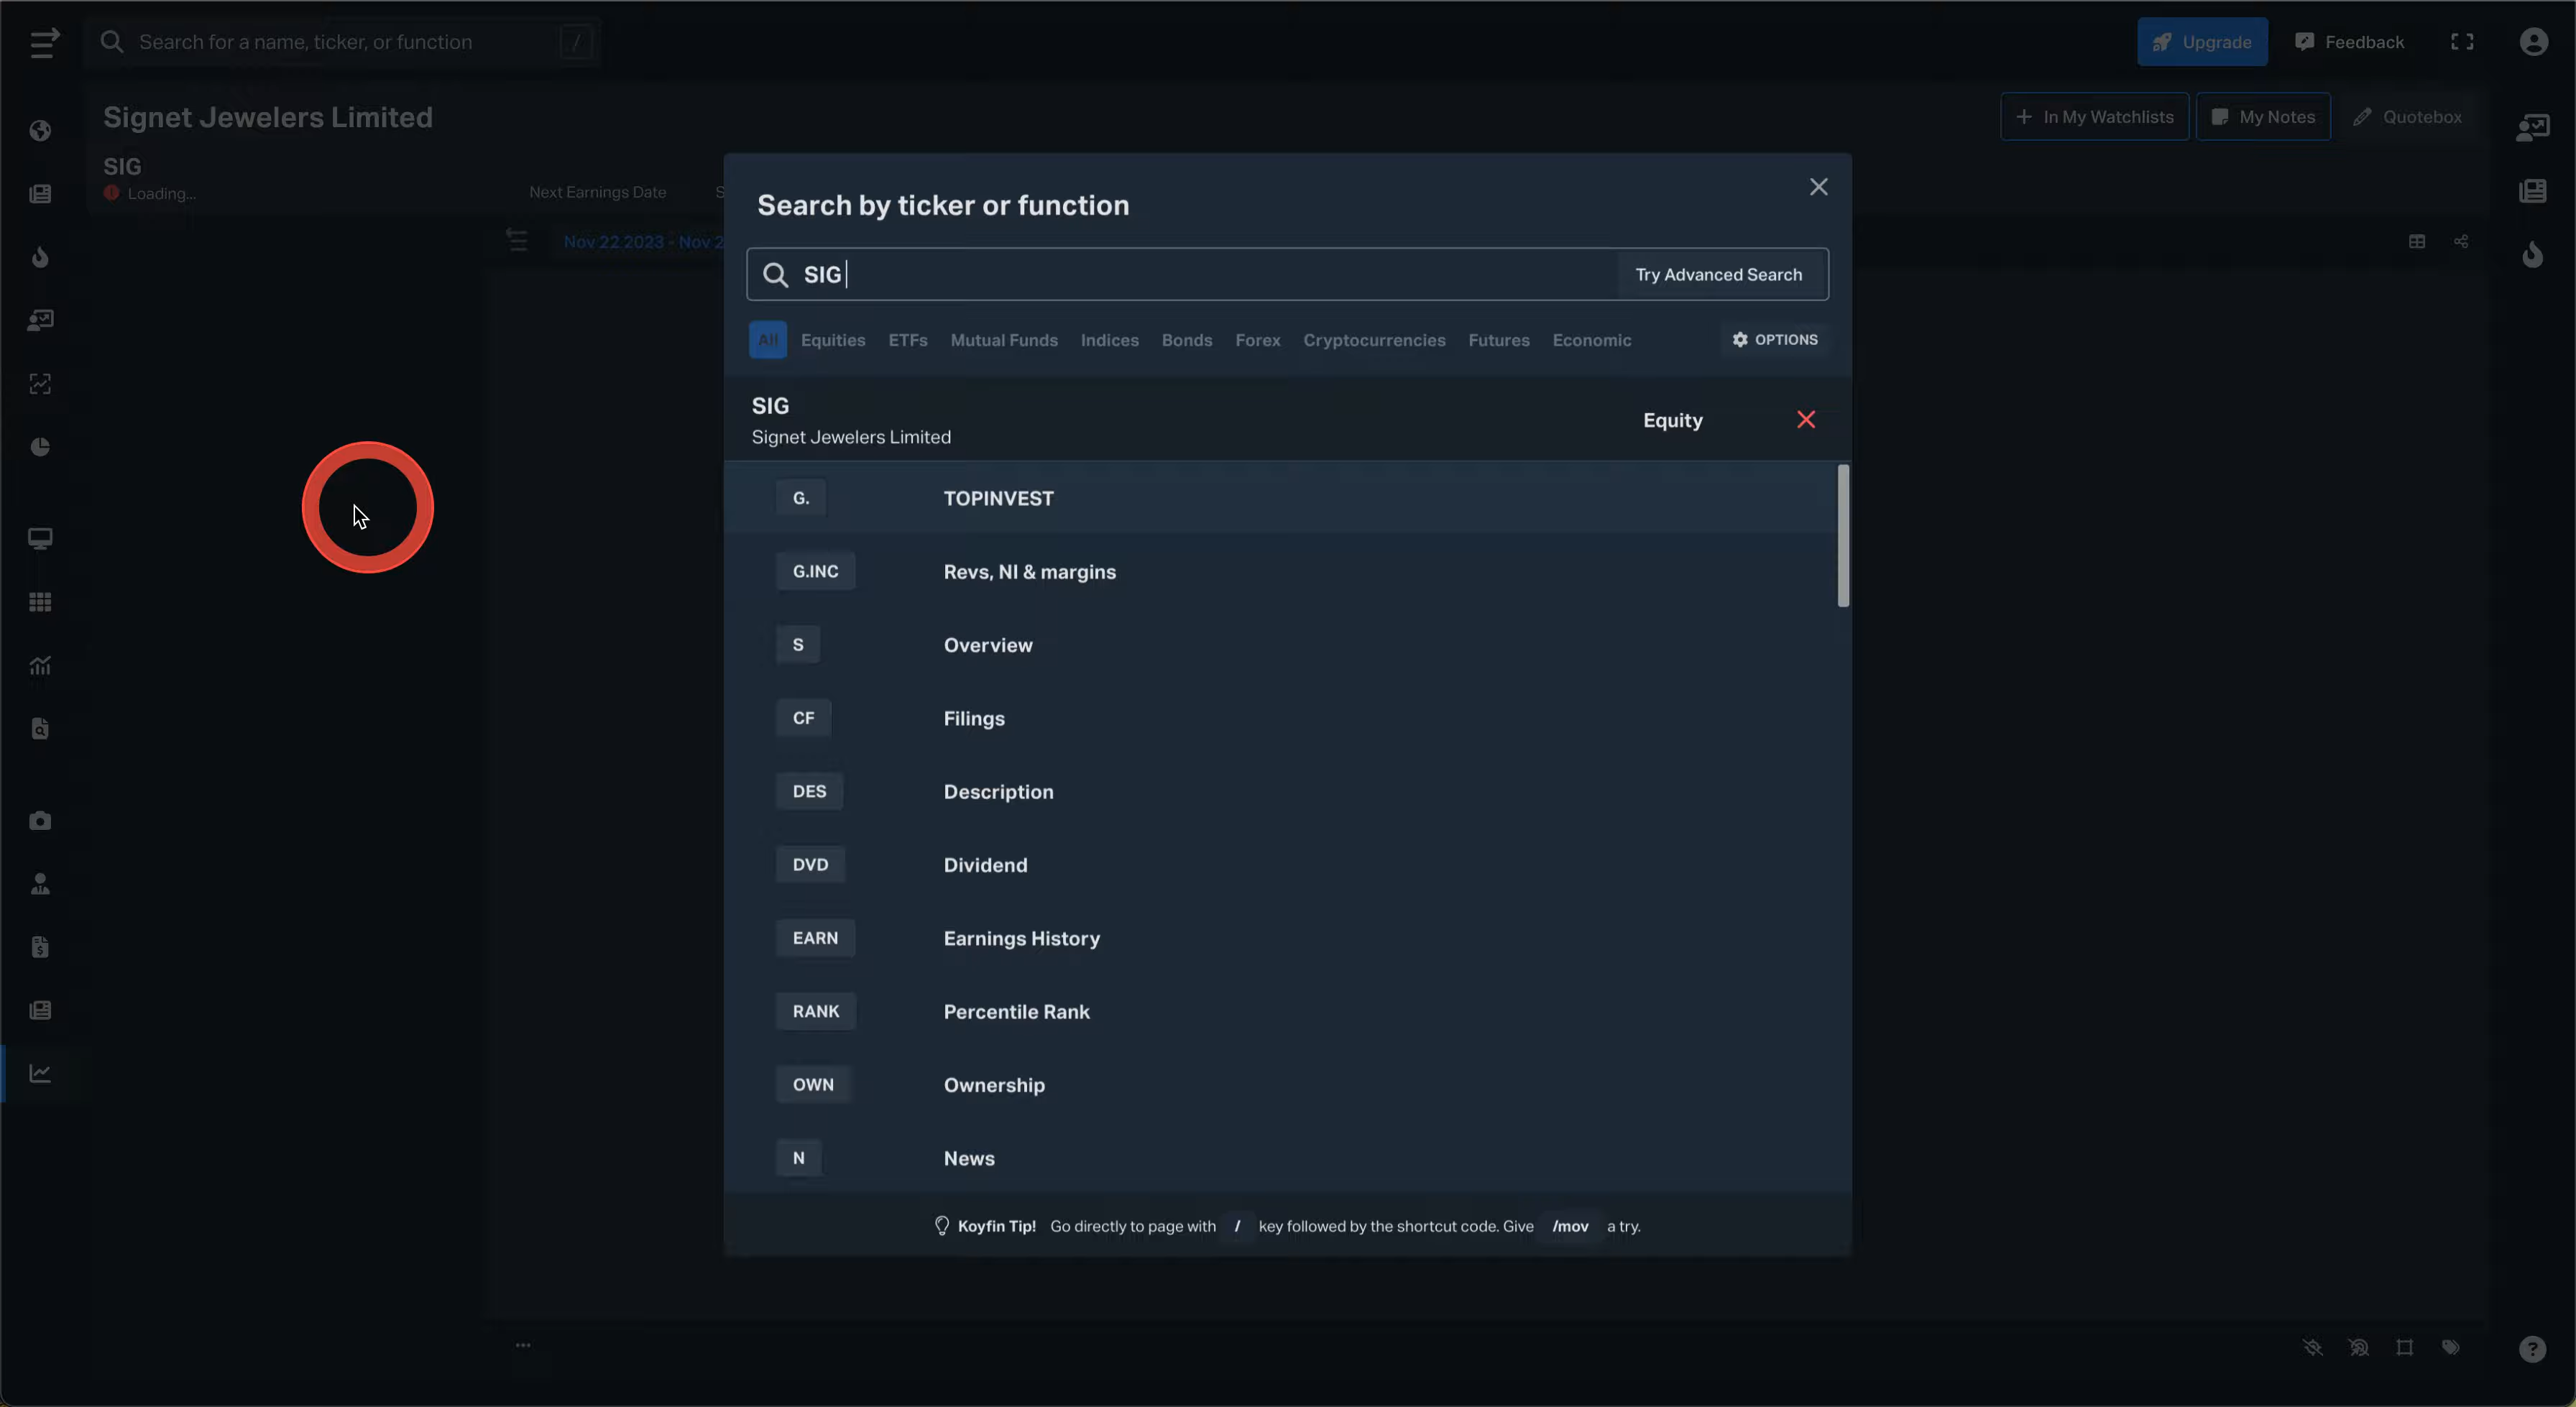 Search for a name, ticker, or function /
Upgrade
Feedback
Signet Jewelers Limited
In My Watchlists
My Notes
Quotebox
SIG
Loading...
Next Earnings Date
S
Nov 22 2023 - Nov 2
Search by ticker or function
SIG
Try Advanced Search
All Equities ETFs Mutual Funds Indices Bonds Forex Cryptocurrencies Futures Economic OPTIONS
SIG
Signet Jewelers Limited
Equity
G. TOPINVEST
G.INC Revs, NI & margins
S Overview
CF Filings
DES Description
DVD Dividend
EARN Earnings History
RANK Percentile Rank
OWN Ownership
N News
Koyfin Tip! Go directly to page with / key followed by the shortcut code. Give /mov a try.